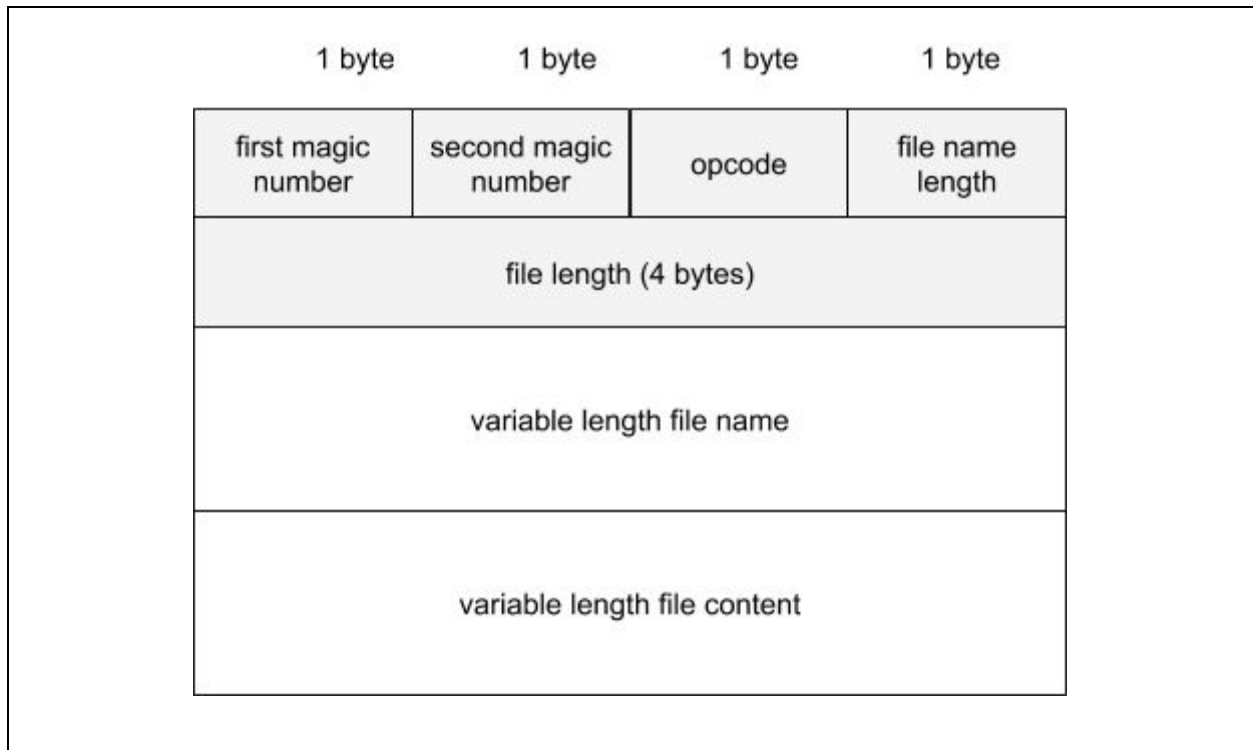 1 byte 1 byte 1 byte 1 byte
first magic number second magic number opcode file name length
file length (4 bytes)
variable length file name
variable length file content